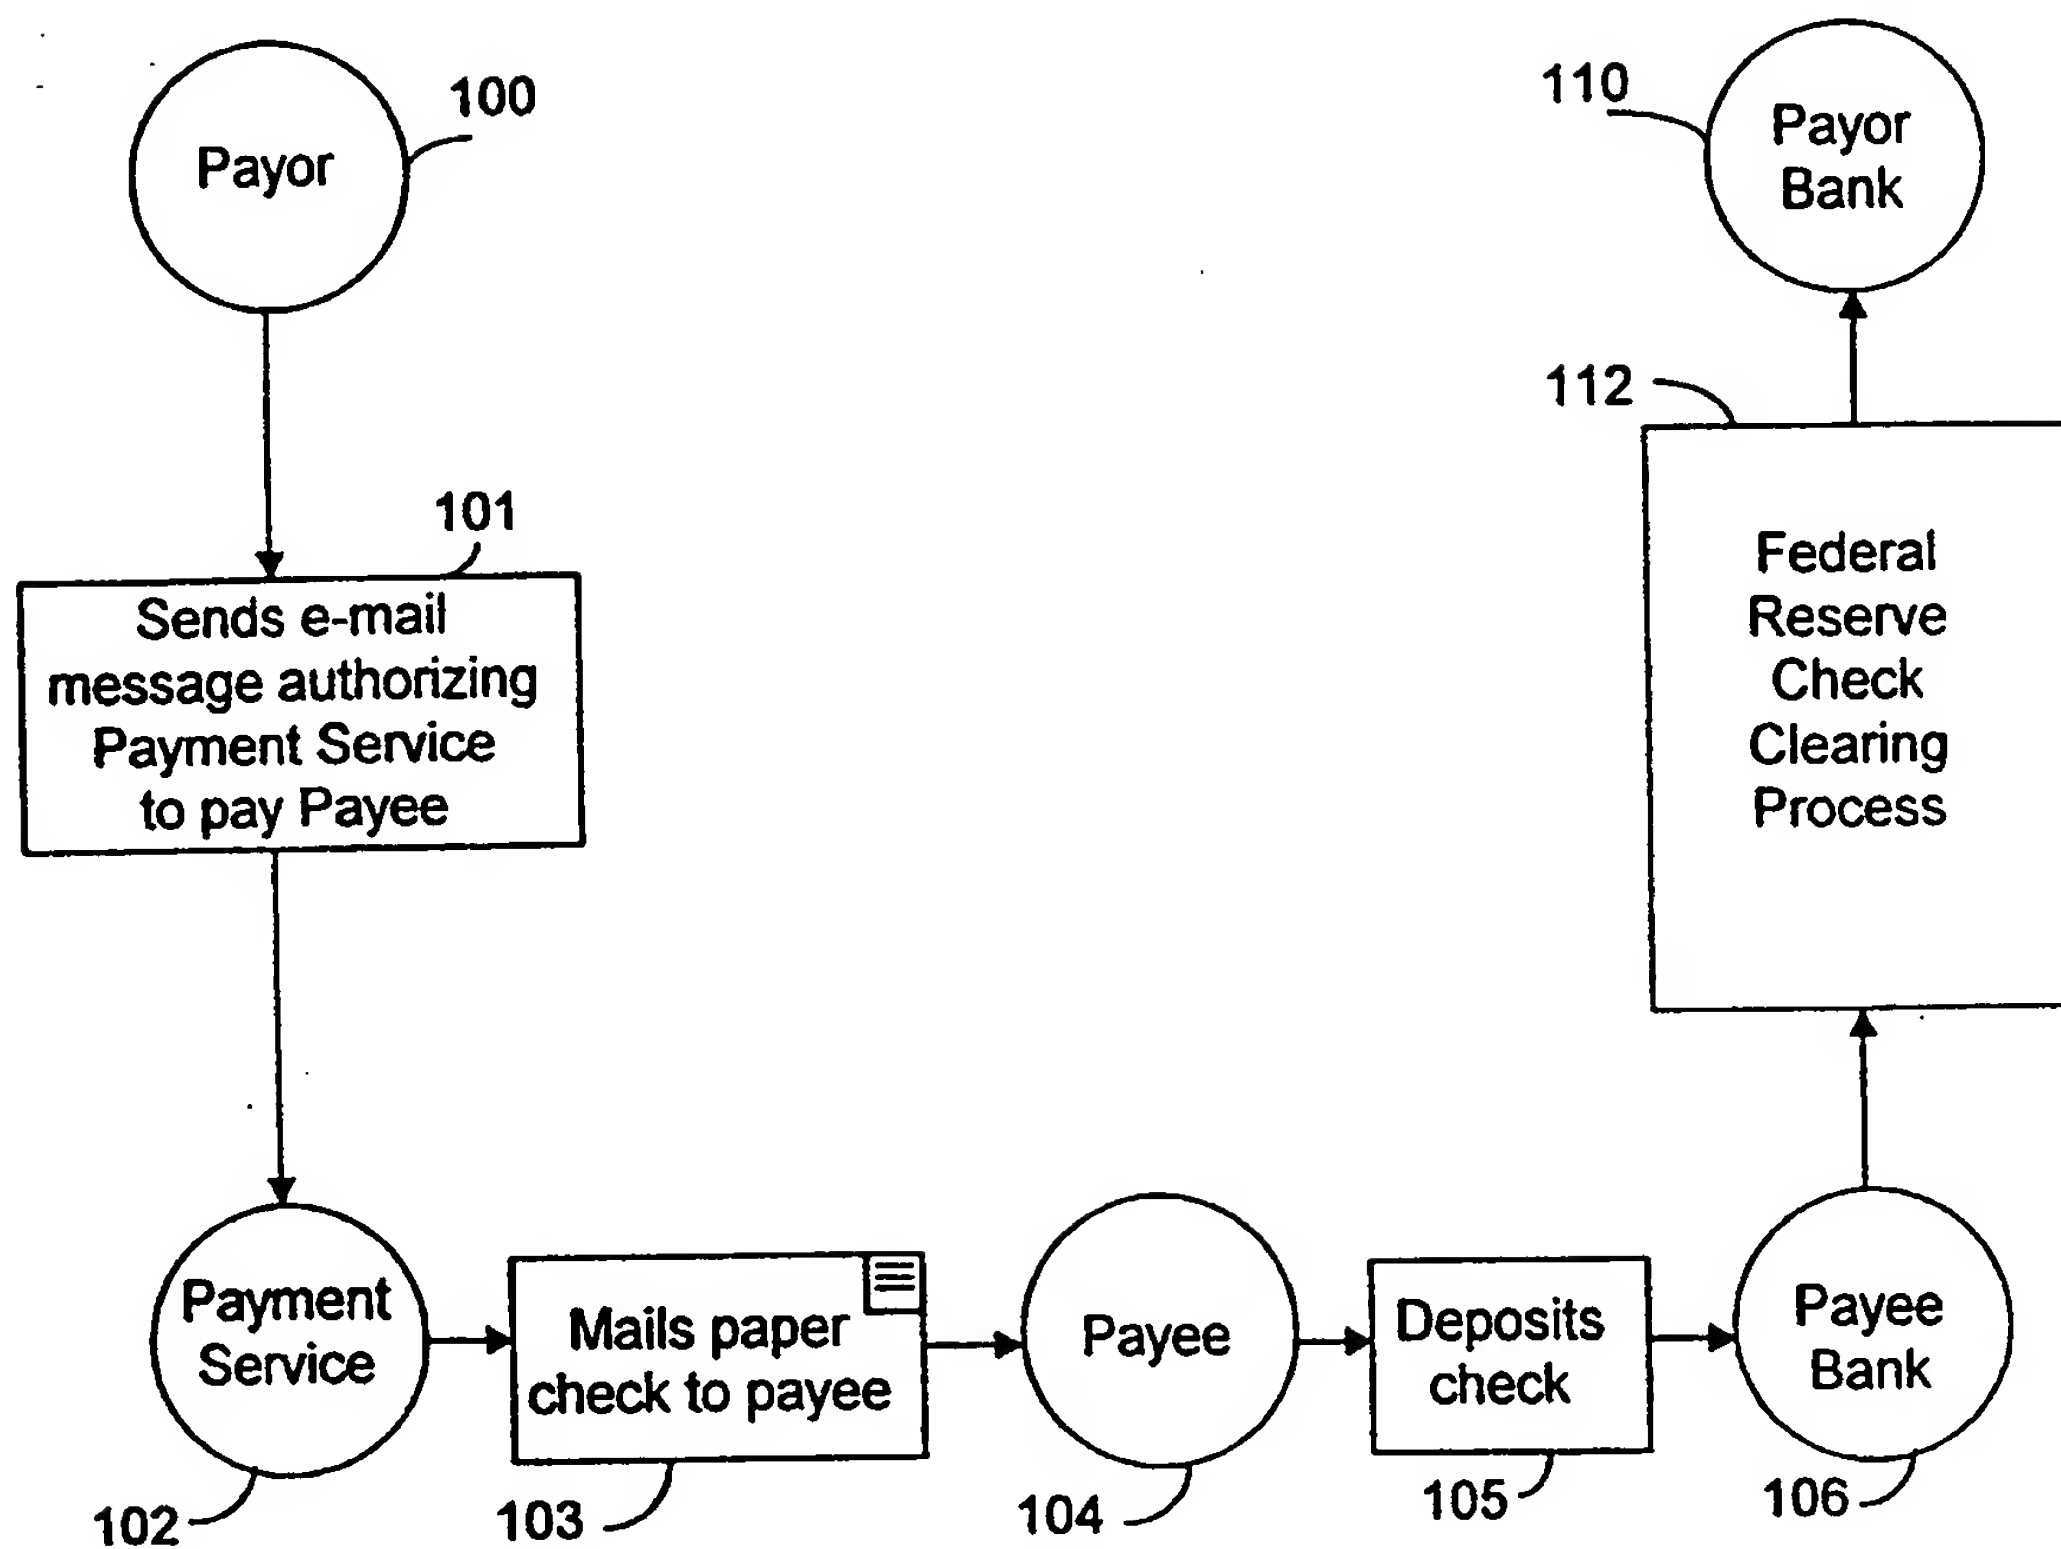 100
Payor
110
Payor
Bank
112
101
Sends e-mail
message authorizing
Payment Service
to pay Payee
Federal
Reserve
Check
Clearing
Process
Payment
Service
Mails paper
check to payee
Payee
Deposits
check
Payee
Bank
102
103
104
105
106